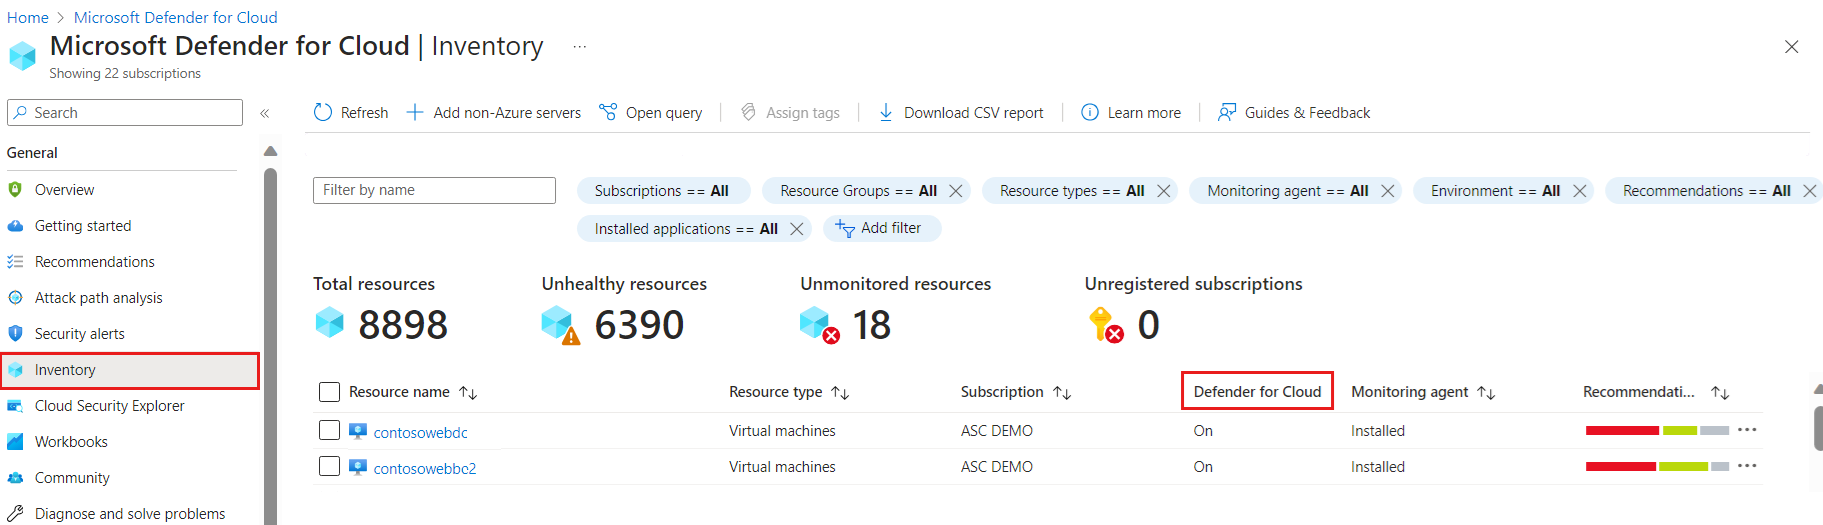 Home > Microsoft Defender for Cloud
Microsoft Defender for Cloud | Inventory ...
Showing 22 subscriptions
Search «
Refresh Add non-Azure servers Open query Assign tags Download CSV report Learn more Guides & Feedback
General
Overview
Getting started
Recommendations
Attack path analysis
Security alerts
Inventory
Cloud Security Explorer
Workbooks
Community
Diagnose and solve problems
Filter by name
Subscriptions == All Resource Groups == All Resource types == All Monitoring agent == All Environment == All Recommendations == All
Installed applications == All Add filter
Total resources Unhealthy resources Unmonitored resources Unregistered subscriptions
8898 6390 18 0
Resource name Resource type Subscription Defender for Cloud Monitoring agent Recommendati...
contosowebdc Virtual machines ASC DEMO On Installed ...
contosowebbe2 Virtual machines ASC DEMO On Installed ...